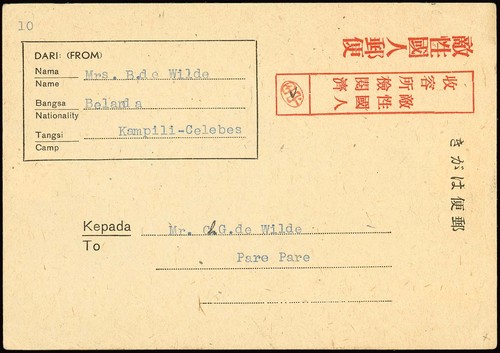 10
敵性國人郵便
敵性國人
收容所檢閲濟
DARI: (FROM)
Nama Mrs. B.de Wilde
Name
Bangsa Belanda
Nationality
Tangsi Kampili-Celebes
Camp
きがは便郵
Kepada Mr. G.de Wilde
To
Pare Pare